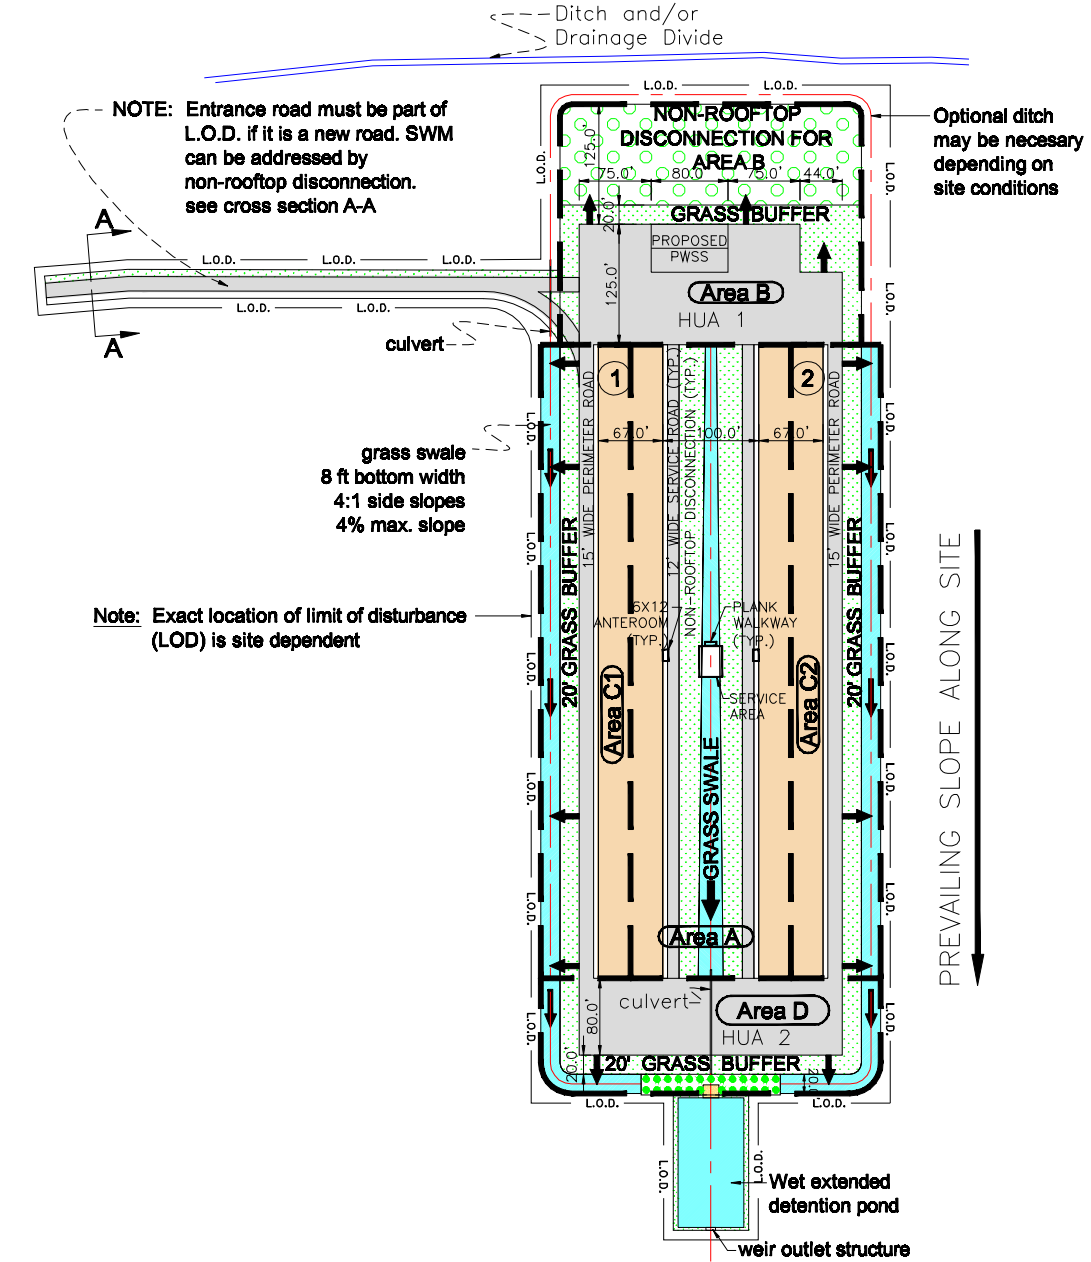 Ditch and/or
Drainage Divide
L.O.D.
L.O.D.
NOTE: Entrance road must be part of
L.O.D. if it is a new road. SWM
can be addressed by
non-rooftop disconnection.
see cross section A-A
NON-ROOFTOP
DISCONNECTION FOR
AREA B
Optional ditch
may be necesary
depending on
site conditions
L.O.D.
L.O.D.
125.0'
75.0'
80.0'
75.0'
44.0'
20.0'
GRASS BUFFER
A
PROPOSED
PWSS
L.O.D.
L.O.D.
L.O.D.
125.0'
Area B
HUA 1
L.O.D.
L.O.D.
L.O.D.
A
culvert
1
2
15' WIDE PERIMETER ROAD
12' WIDE SERVICE ROAD (TYP.)
NON-ROOFTOP DISCONNECTION (TYP.)
15' WIDE PERIMETER ROAD
L.O.D.
L.O.D.
67.0'
100.0'
67.0'
grass swale
8 ft bottom width
4:1 side slopes
4% max. slope
L.O.D.
L.O.D.
20' GRASS BUFFER
20' GRASS BUFFER
PREVAILING SLOPE ALONG SITE
Note: Exact location of limit of disturbance
(LOD) is site dependent
6X12
ANTEROOM
(TYP.)
PLANK
WALKWAY
(TYP.)
L.O.D.
L.O.D.
Area C1
Area C2
SERVICE
AREA
GRASS SWALE
L.O.D.
L.O.D.
L.O.D.
L.O.D.
Area A
culvert
Area D
HUA 2
80.0'
L.O.D.
L.O.D.
20.0'
20' GRASS BUFFER
L.O.D.
L.O.D.
L.O.D.
L.O.D.
Wet extended
detention pond
weir outlet structure